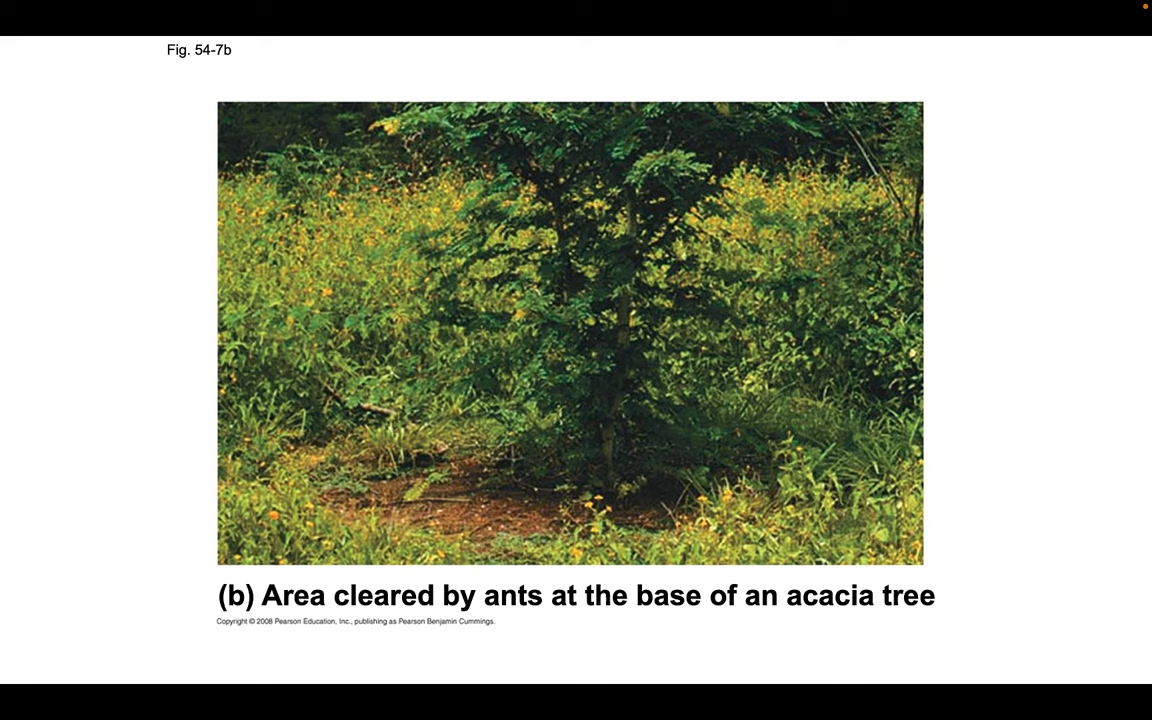 Fig. 54-7b
(b) Area cleared by ants at the base of an acacia tree
Copyright © 2008 Pearson Education, Inc., publishing as Pearson Benjamin Cummings.